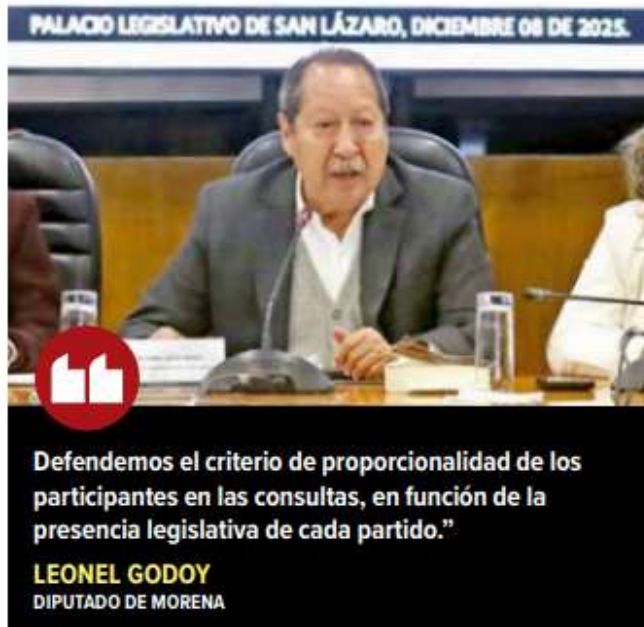 PALACIO LEGISLATIVO DE SAN LÁZARO, DICIEMBRE 08 DE 2025.
Defendemos el criterio de proporcionalidad de los
participantes en las consultas, en función de la
presencia legislativa de cada partido.”
LEONEL GODOY
DIPUTADO DE MORENA